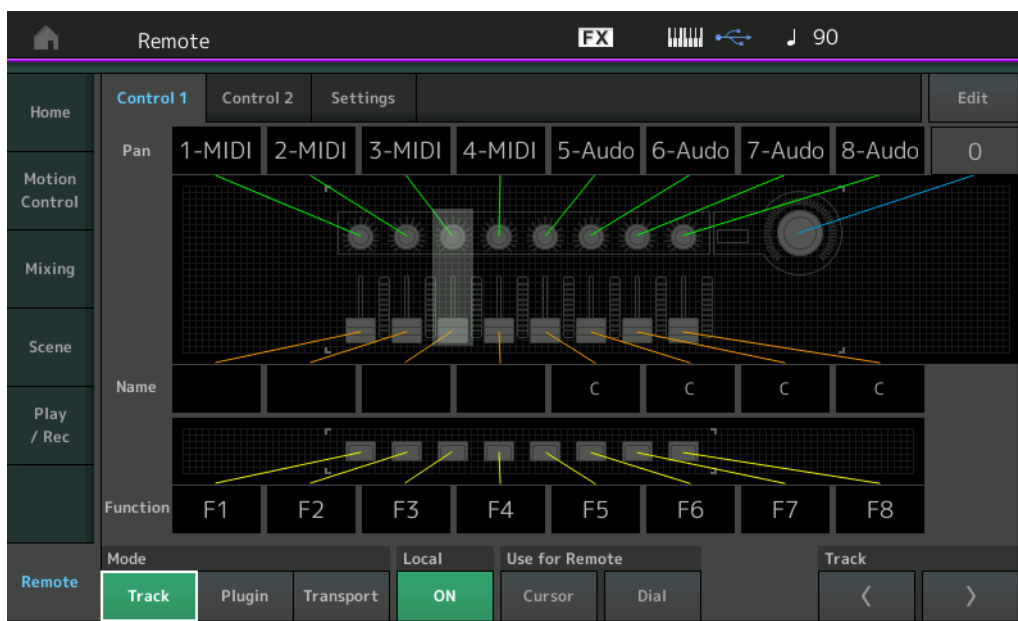 Remote FX 90
Home Control 1 Control 2 Settings Edit
Pan 1-MIDI 2-MIDI 3-MIDI 4-MIDI 5-Audo 6-Audo 7-Audo 8-Audo 0
Motion
Control
Mixing
Scene
Name C C C C
Play
/ Rec
Function F1 F2 F3 F4 F5 F6 F7 F8
Mode Local Use for Remote Track
Remote Track Plugin Transport ON Cursor Dial 〈 〉